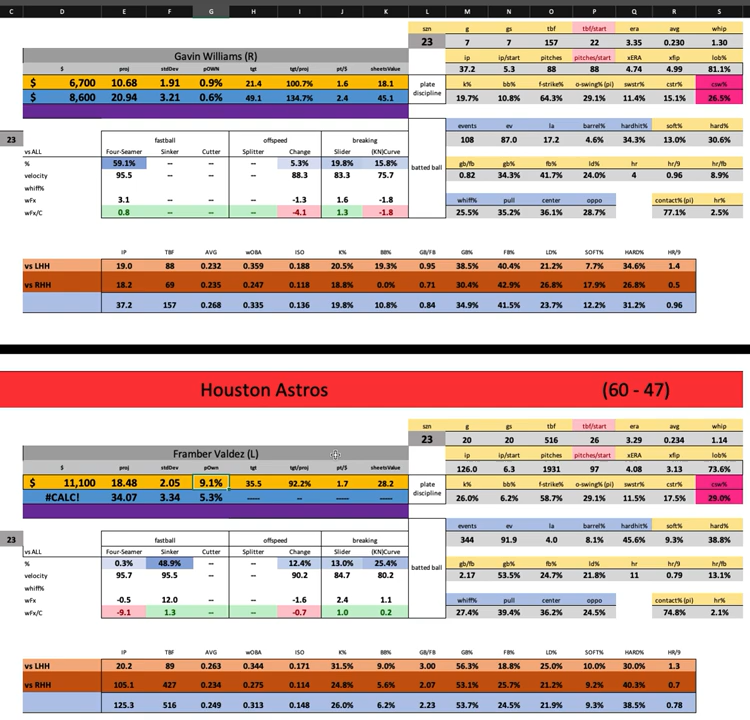 C D E F G H I J K L M N O P Q R S
szn g gs tbf tbf/start era avg whip
23 7 7 157 22 3.35 0.230 1.30
Gavin Williams (R)
ip ip/start pitches pitches/start xERA xfip lob%
37.2 5.3 88 88 4.74 4.99 81.1%
$ proj stdDev pOWN tgt tgt/proj pt/$ sheetsValue
$ 6,700 10.68 1.91 0.9% 21.4 100.7% 1.6 18.1
$ 8,600 20.94 3.21 0.6% 49.1 134.7% 2.4 45.1
plate discipline
k% bb% f-strike% o-swing% (pi) swstr% cstr% csw%
19.7% 10.8% 64.3% 29.1% 11.4% 15.1% 26.5%
events ev la barrel% hardhit% soft% hard%
108 87.0 17.2 4.6% 34.3% 13.0% 30.6%
23
fastball offspeed breaking
vs ALL Four-Seamer Sinker Cutter Splitter Change Slider (KN)Curve
% 59.1% -- -- -- 5.3% 19.8% 15.8%
velocity 95.5 -- -- -- 88.3 83.3 75.7
whiff%
wFx 3.1 -- -- -- -1.3 1.6 -1.8
wFx/C 0.8 -- -- -- -4.1 1.3 -1.8
batted ball
gb/fb gb% fb% ld% hr hr/9 hr/fb
0.82 34.3% 41.7% 24.0% 4 0.96 8.9%
whiff% pull center oppo contact% (pi) hr%
25.5% 35.2% 36.1% 28.7% 77.1% 2.5%
IP TBF AVG wOBA ISO K% BB% GB/FB GB% FB% LD% SOFT% HARD% HR/9
vs LHH 19.0 88 0.232 0.359 0.188 20.5% 19.3% 0.95 38.5% 40.4% 21.2% 7.7% 34.6% 1.4
vs RHH 18.2 69 0.235 0.247 0.118 18.8% 0.0% 0.71 30.4% 42.9% 26.8% 17.9% 26.8% 0.5
37.2 157 0.268 0.335 0.136 19.8% 10.8% 0.84 34.9% 41.5% 23.7% 12.2% 31.2% 0.96
Houston Astros (60 - 47)
szn g gs tbf tbf/start era avg whip
23 20 20 516 26 3.29 0.234 1.14
Framber Valdez (L)
ip ip/start pitches pitches/start xERA xfip lob%
126.0 6.3 1931 97 4.08 3.13 73.6%
$ proj stdDev pOwn tgt tgt/proj pt/$ sheetsValue
$ 11,100 18.48 2.05 9.1% 35.5 92.2% 1.7 28.2
#CALC! 34.07 3.34 5.3% ---- ---- -- ----
plate discipline
k% bb% f-strike% o-swing% (pi) swstr% cstr% csw%
26.0% 6.2% 58.7% 29.1% 11.5% 17.5% 29.0%
events ev la barrel% hardhit% soft% hard%
344 91.9 4.0 8.1% 45.6% 9.3% 38.8%
23
fastball offspeed breaking
vs ALL Four-Seamer Sinker Cutter Splitter Change Slider (KN)Curve
% 0.3% 48.9% -- -- 12.4% 13.0% 25.4%
velocity 95.7 95.5 -- -- 90.2 84.7 80.2
whiff%
wFx -0.5 12.0 -- -- -1.6 2.4 1.1
wFx/C -9.1 1.3 -- -- -0.7 1.0 0.2
batted ball
gb/fb gb% fb% ld% hr hr/9 hr/fb
2.17 53.5% 24.7% 21.8% 11 0.79 13.1%
whiff% pull center oppo contact% (pi) hr%
27.4% 39.4% 36.2% 24.5% 74.8% 2.1%
IP TBF AVG wOBA ISO K% BB% GB/FB GB% FB% LD% SOFT% HARD% HR/9
vs LHH 20.2 89 0.263 0.344 0.171 31.5% 9.0% 3.00 56.3% 18.8% 25.0% 10.0% 30.0% 1.3
vs RHH 105.1 427 0.234 0.275 0.114 24.8% 5.6% 2.07 53.1% 25.7% 21.2% 9.2% 40.3% 0.7
125.3 516 0.249 0.313 0.148 26.0% 6.2% 2.23 53.7% 24.5% 21.9% 9.3% 38.5% 0.78